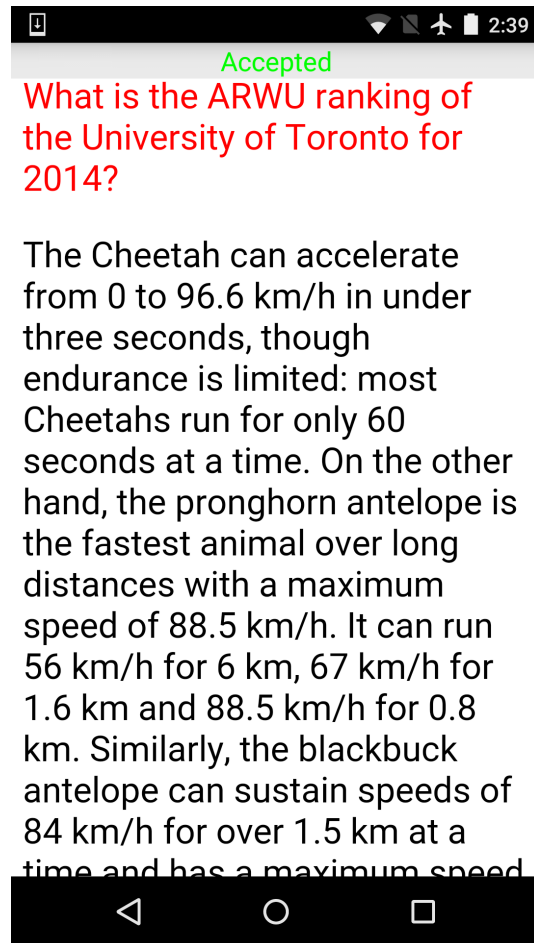 2:39
Accepted
What is the ARWU ranking of
the University of Toronto for
2014?
The Cheetah can accelerate
from 0 to 96.6 km/h in under
three seconds, though
endurance is limited: most
Cheetahs run for only 60
seconds at a time. On the other
hand, the pronghorn antelope is
the fastest animal over long
distances with a maximum
speed of 88.5 km/h. It can run
56 km/h for 6 km, 67 km/h for
1.6 km and 88.5 km/h for 0.8
km. Similarly, the blackbuck
antelope can sustain speeds of
84 km/h for over 1.5 km at a
time and has a maximum speed